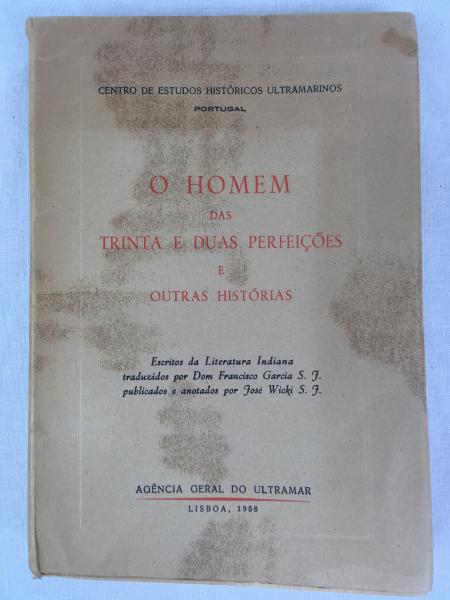 CENTRO DE ESTUDOS HISTÓRICOS ULTRAMARINOS
PORTUGAL
O HOMEM
DAS
TRINTA E DUAS PERFEIÇÕES
E
OUTRAS HISTÓRIAS
Escritos da Literatura Indiana
traduzidos por Dom Francisco Garcia S. J.
publicados e anotados por José Wicki S. J.
AGÊNCIA GERAL DO ULTRAMAR
LISBOA, 1958